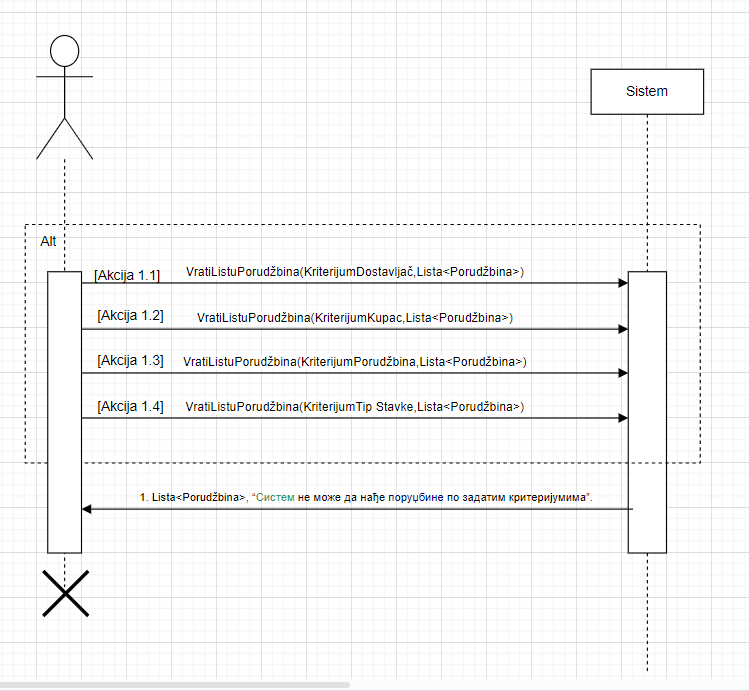 Sistem
Alt
[Akcija 1.1] VratiListuPorudžbina(KriterijumDostavljač,Lista<Porudžbina>)
[Akcija 1.2] VratiListuPorudžbina(KriterijumKupac,Lista<Porudžbina>)
[Akcija 1.3] VratiListuPorudžbina(KriterijumPorudžbina,Lista<Porudžbina>)
[Akcija 1.4] VratiListuPorudžbina(KriterijumTip Stavke,Lista<Porudžbina>)
1. Lista<Porudžbina>, “Систем не може да нађе поруџбине по задатим критеријумима”.